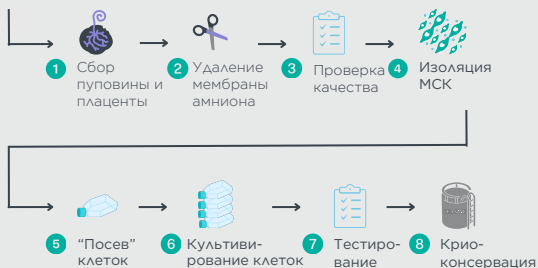 1 Сбор
пуповины и
плаценты
2 Удаление
мембраны
амниона
3 Проверка
качества
4 Изоляция
МСК
5 “Посев”
клеток
6 Культиви-
рование клеток
7 Тестиро-
вание
8 Крио-
консервация